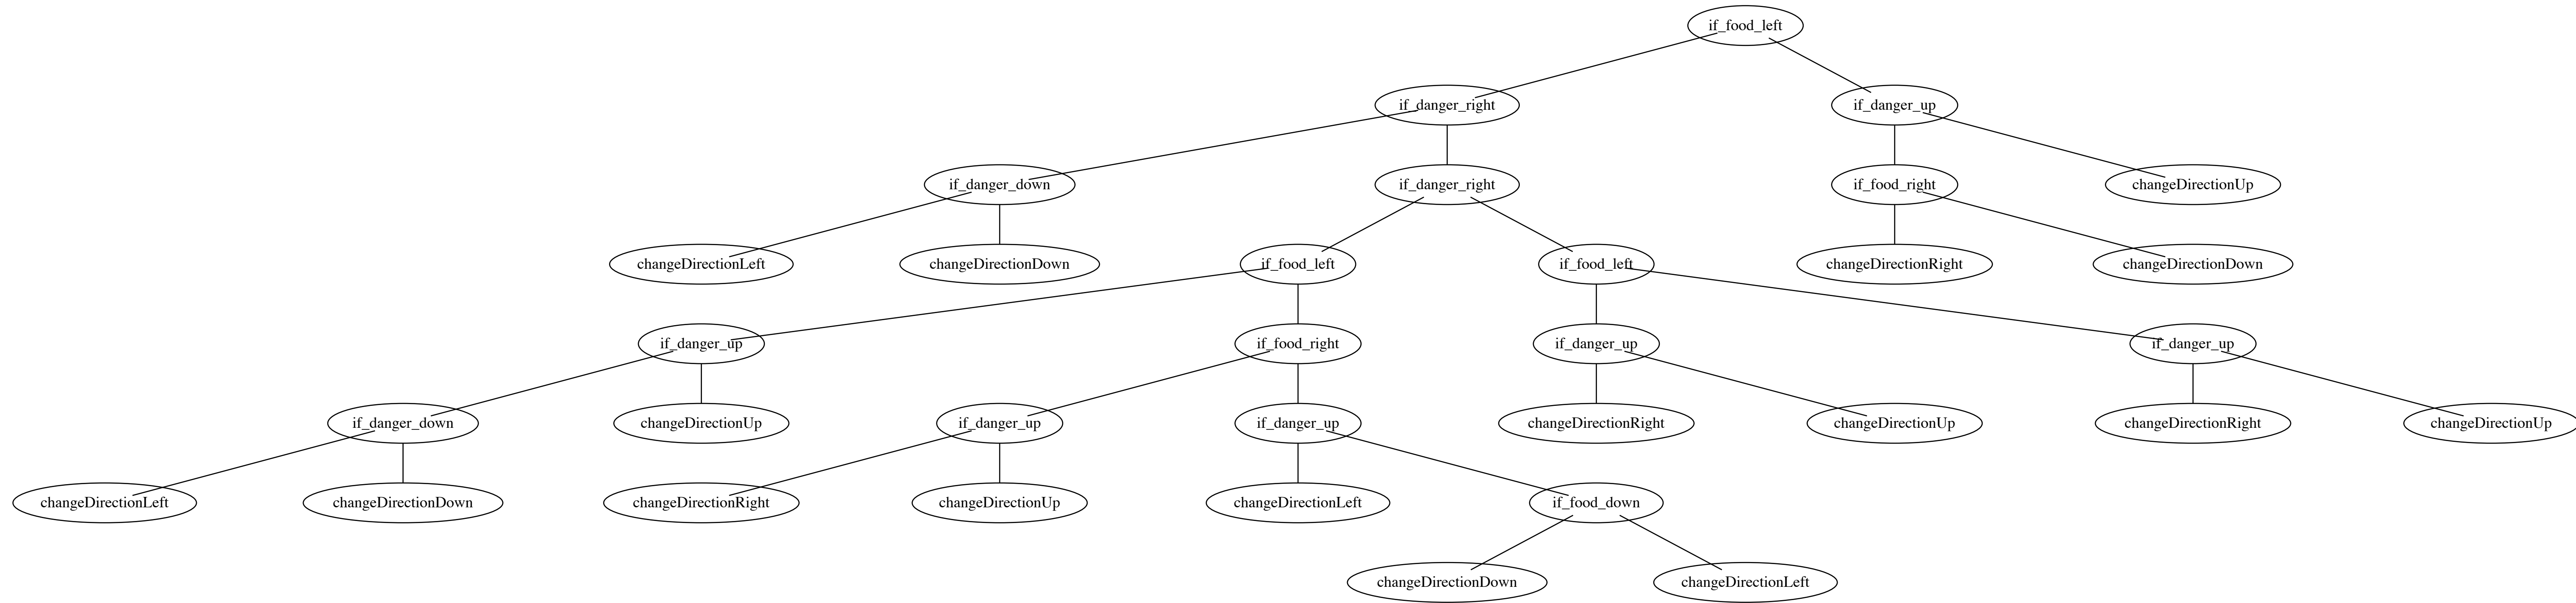 if_food_left
if_danger_right
if_danger_up
if_danger_down
if_danger_right
if_food_right
changeDirectionUp
changeDirectionLeft
changeDirectionDown
if_food_left
if_food_left
changeDirectionRight
changeDirectionDown
if_danger_up
if_food_right
if_danger_up
if_danger_up
if_danger_down
changeDirectionUp
if_danger_up
if_danger_up
changeDirectionRight
changeDirectionUp
changeDirectionRight
changeDirectionUp
changeDirectionLeft
changeDirectionDown
changeDirectionRight
changeDirectionUp
changeDirectionLeft
if_food_down
changeDirectionDown
changeDirectionLeft